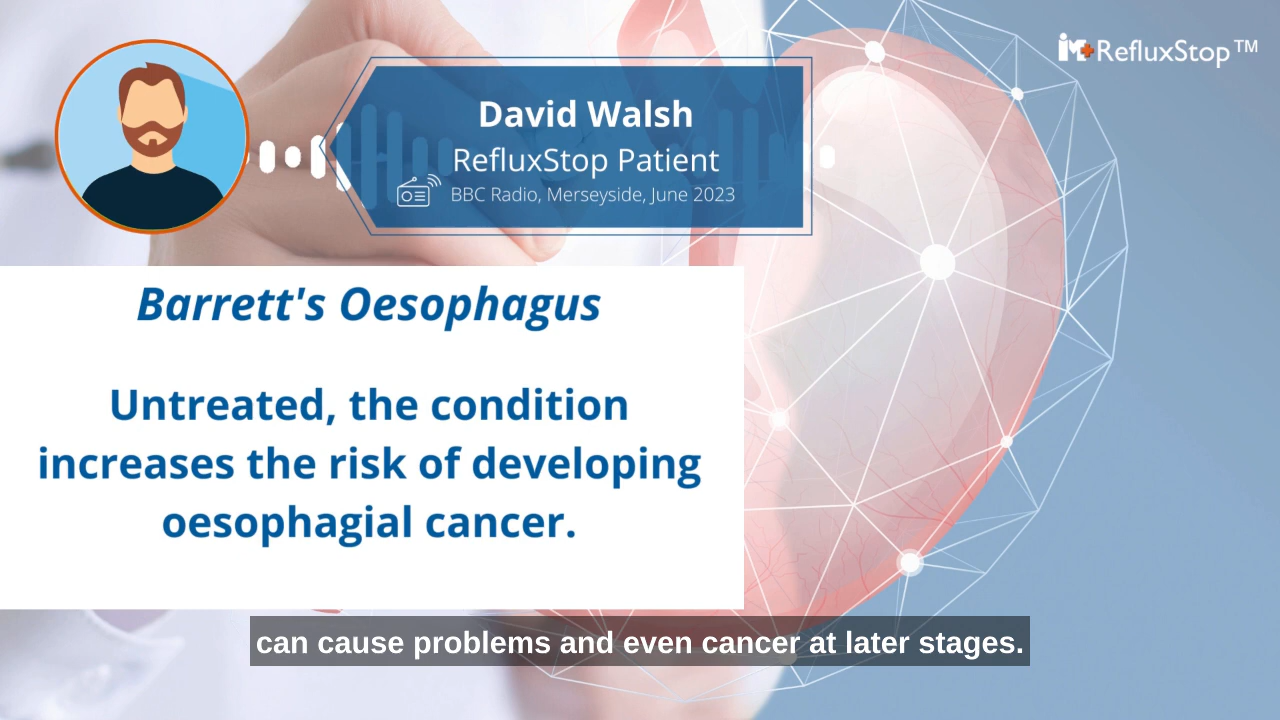 iM RefluxStop™
David Walsh
RefluxStop Patient
BBC Radio, Merseyside, June 2023
Barrett's Oesophagus
Untreated, the condition
increases the risk of developing
oesophagial cancer.
can cause problems and even cancer at later stages.